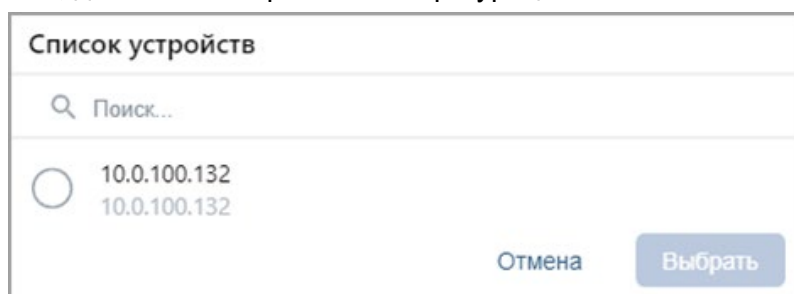 Список устройств
Поиск...
10.0.100.132
10.0.100.132
Отмена
Выбрать